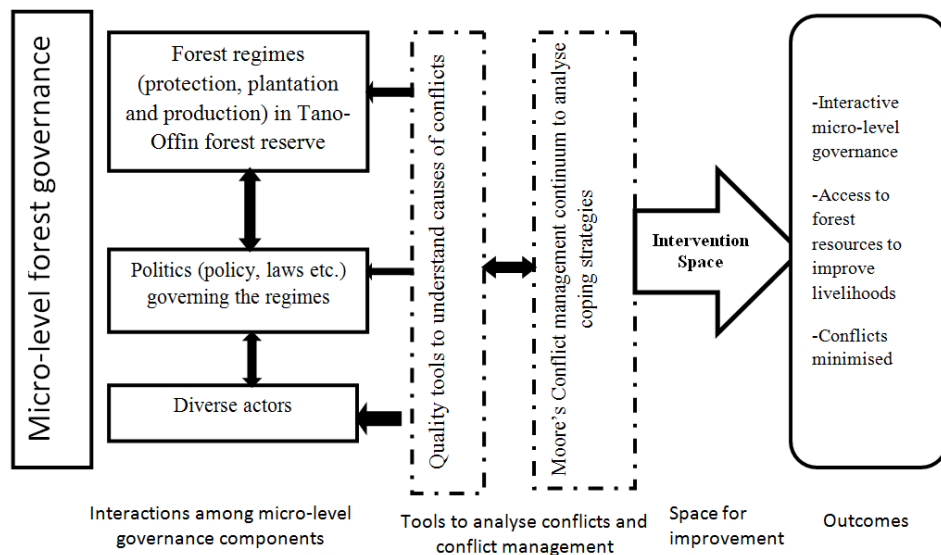 Micro-level forest governance
Forest regimes
(protection, plantation
and production) in Tano-
Offin forest reserve
Politics (policy, laws etc.)
governing the regimes
Diverse actors
Quality tools to understand causes of conflicts
Moore's Conflict management continuum to analyse
coping strategies
Intervention
Space
-Interactive
micro-level
governance
-Access to
forest
resources to
improve
livelihoods
-Conflicts
minimised
Interactions among micro-level
governance components
Tools to analyse conflicts and
conflict management
Space for
improvement
Outcomes